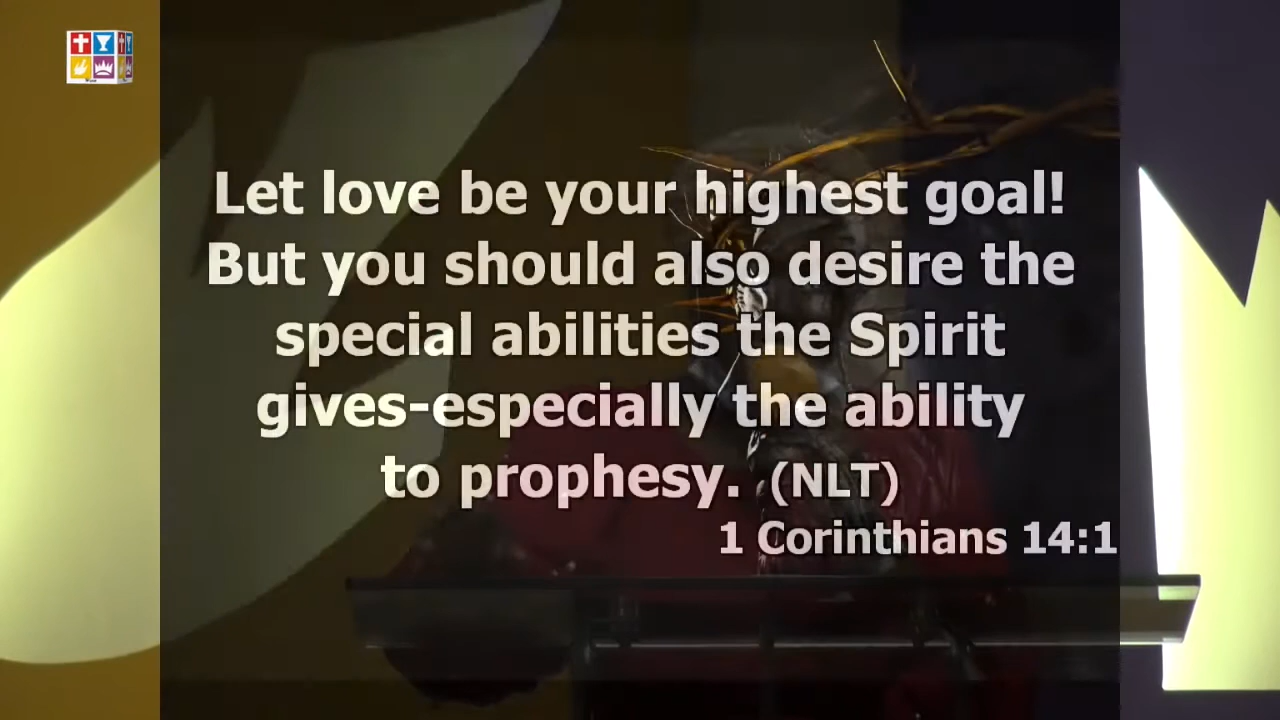 Let love be your highest goal!
But you should also desire the
special abilities the Spirit
gives-especially the ability
to prophesy. (NLT)
1 Corinthians 14:1